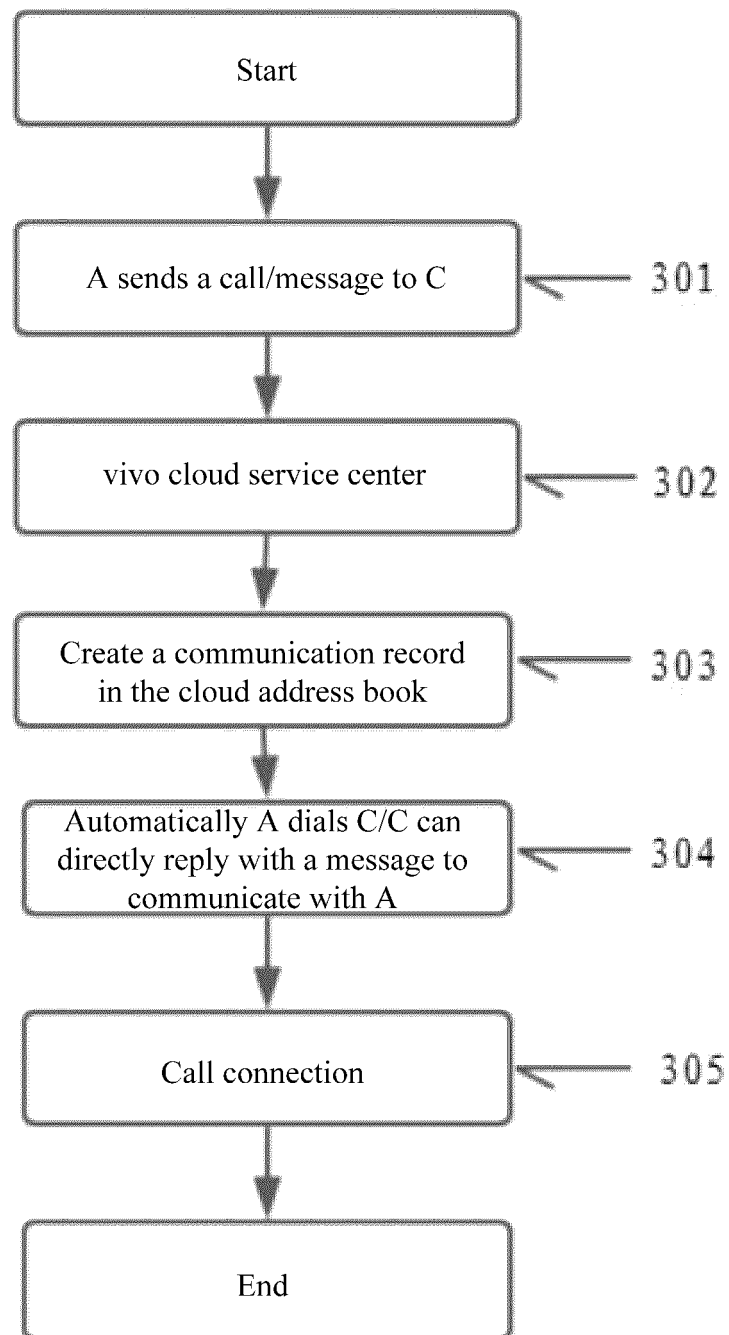 Start
A sends a call/message to C
301
vivo cloud service center
302
Create a communication record
in the cloud address book
303
Automatically A dials C/C can
directly reply with a message to
communicate with A
304
Call connection
305
End